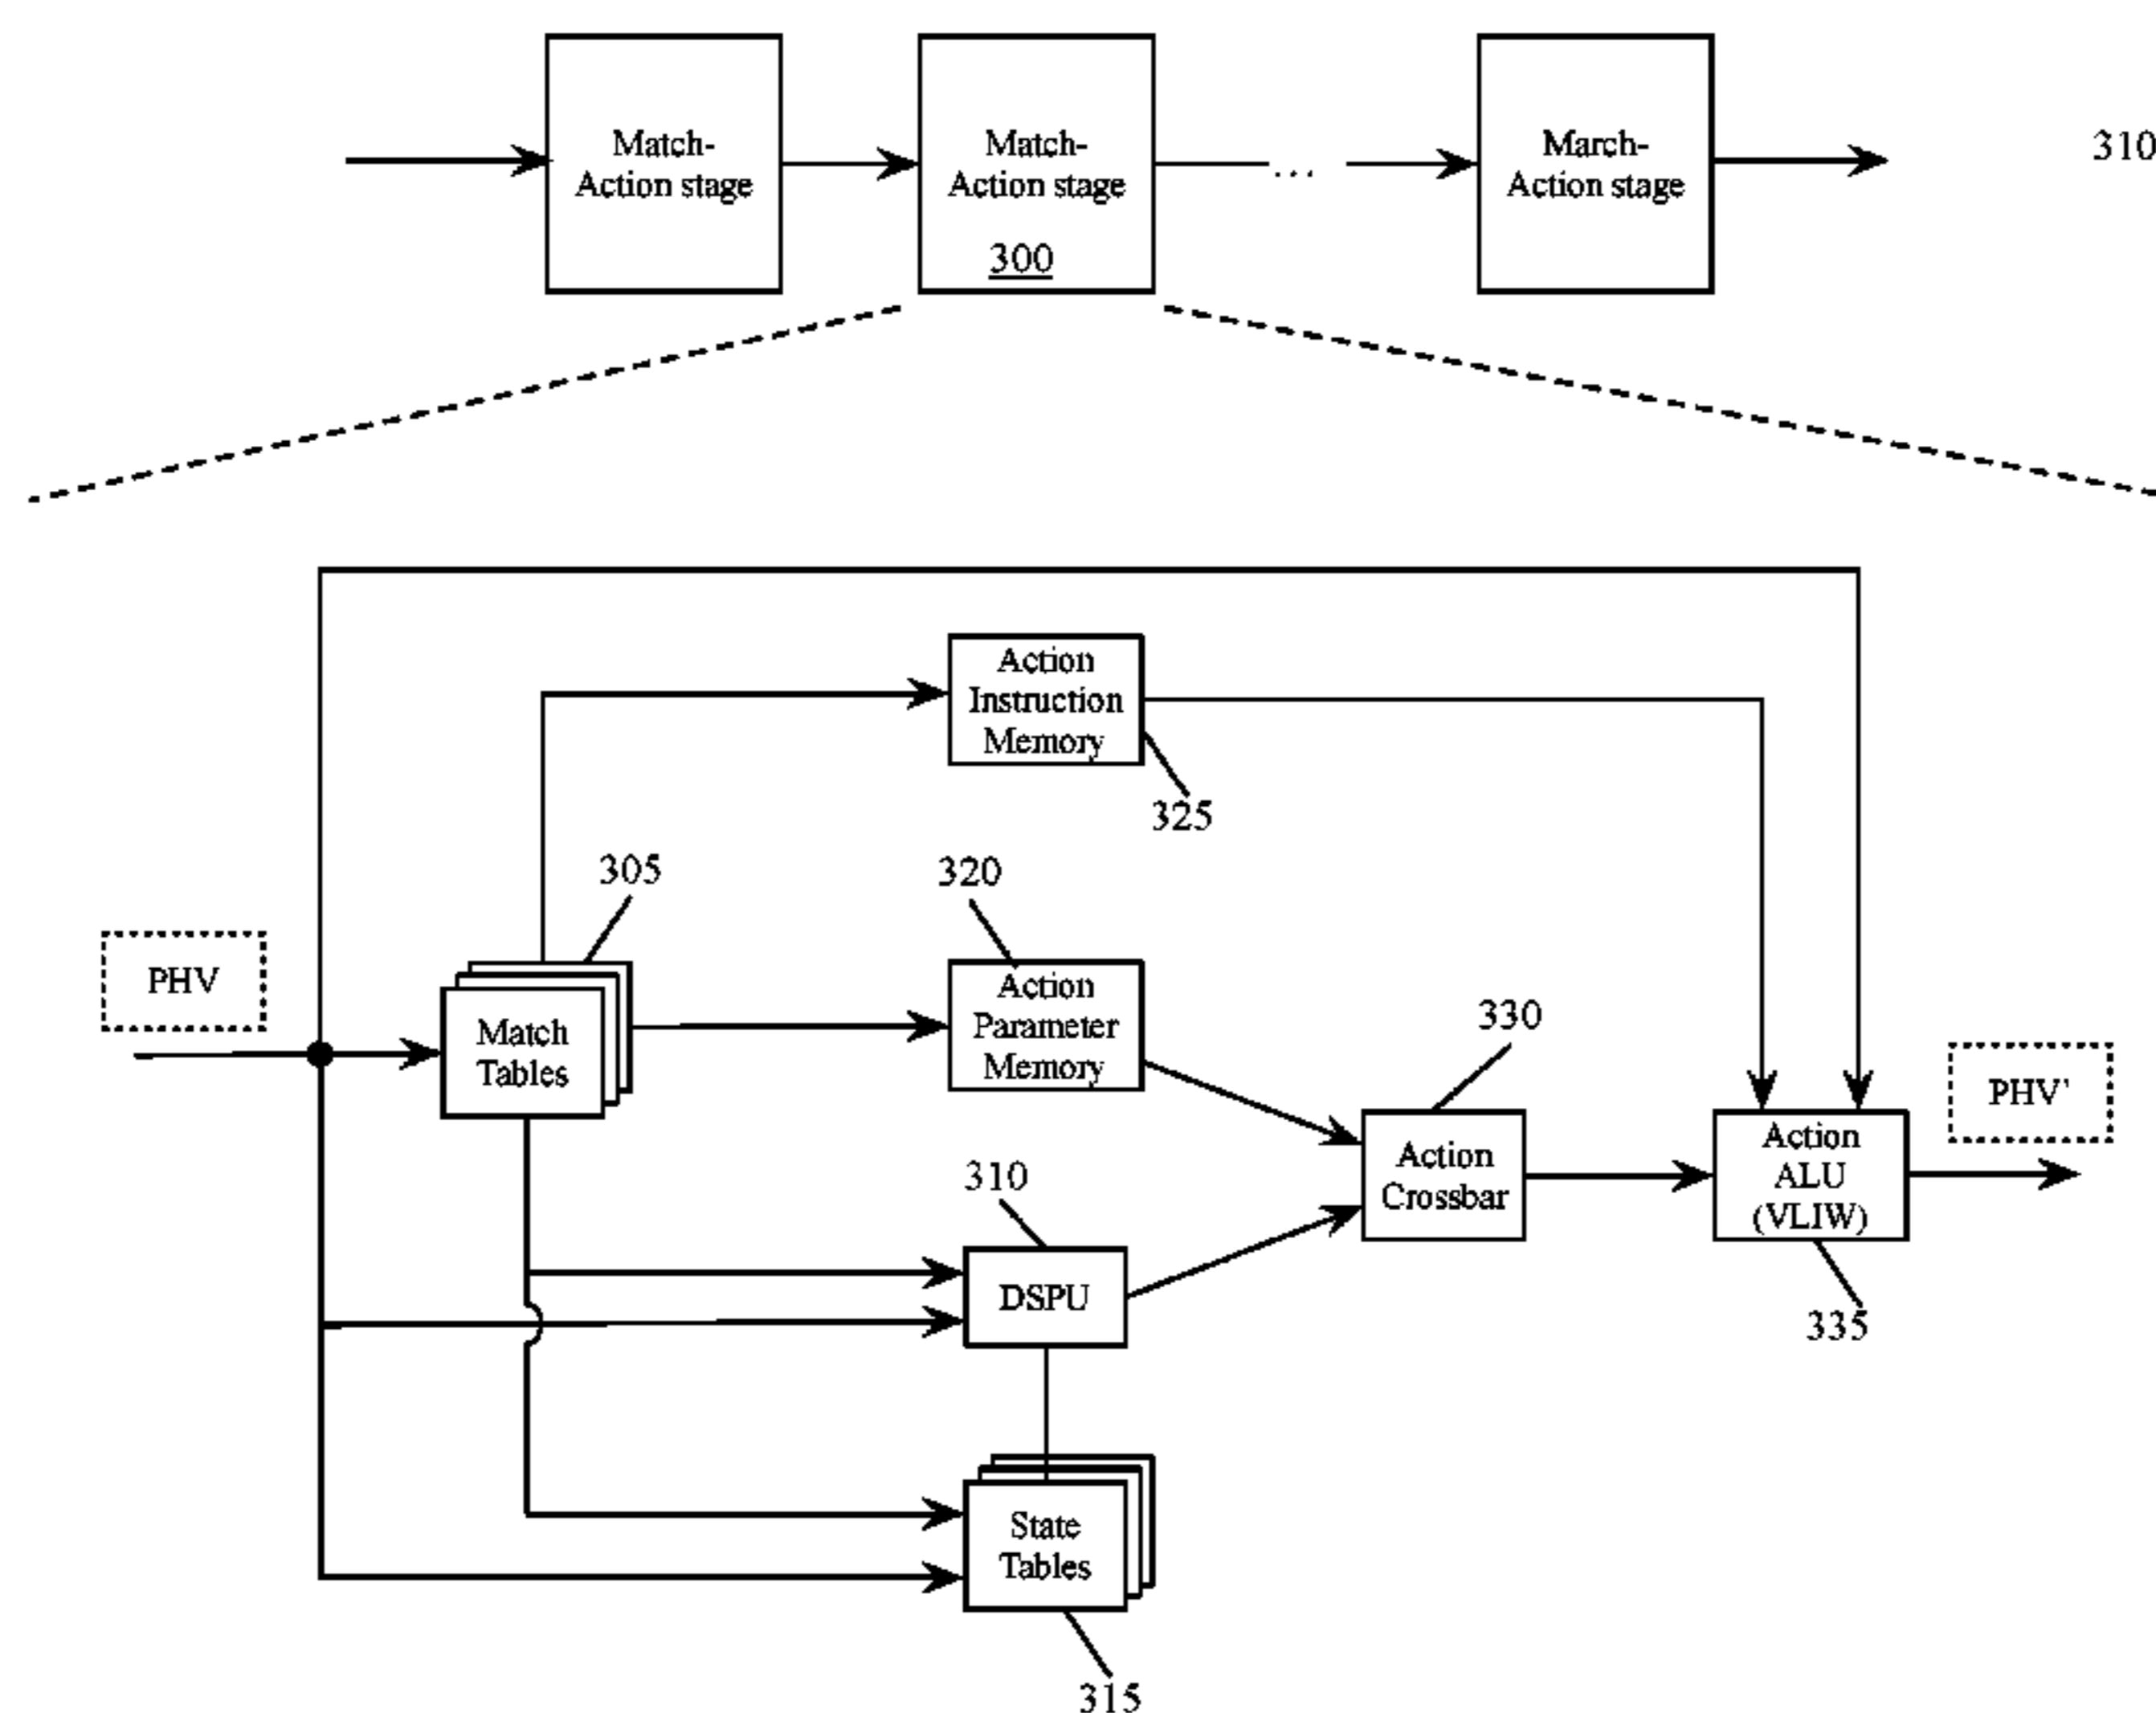 Match-
Action stage
Match-
Action stage
300
...
March-
Action stage
310
Action
Instruction
Memory
325
305
320
PHV
Match
Tables
Action
Parameter
Memory
330
Action
Crossbar
Action
ALU
(VLIW)
PHV'
310
DSPU
335
State
Tables
315